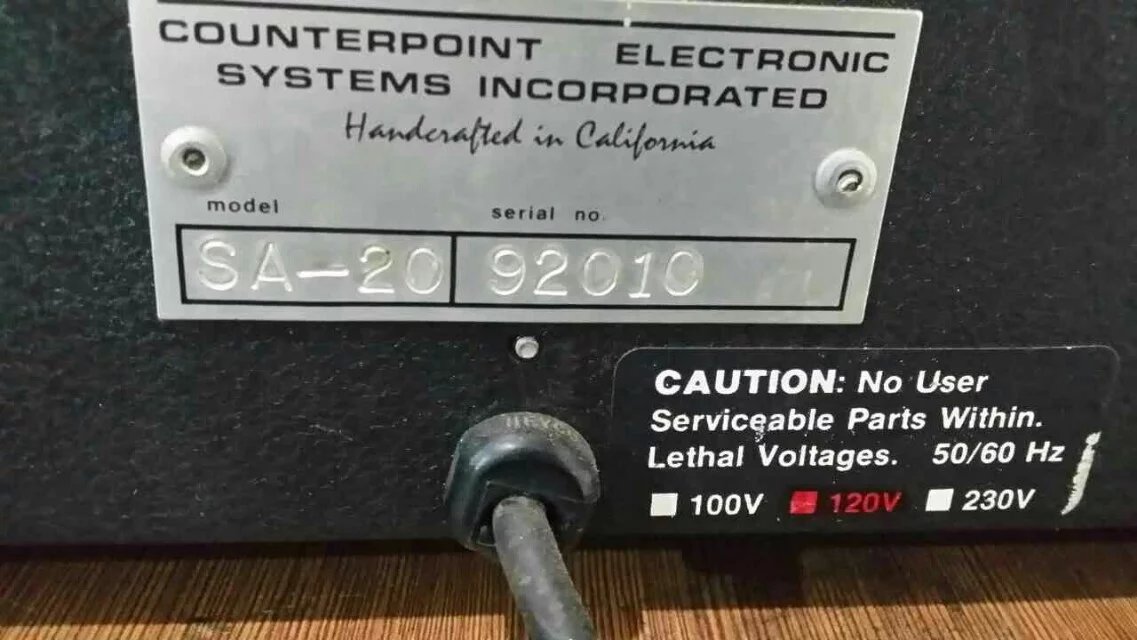 COUNTERPOINT ELECTRONIC
SYSTEMS INCORPORATED
Handcrafted in California
model serial no.
SA-20 92010
CAUTION: No User
Serviceable Parts Within.
Lethal Voltages. 50/60 Hz
100V 120V 230V